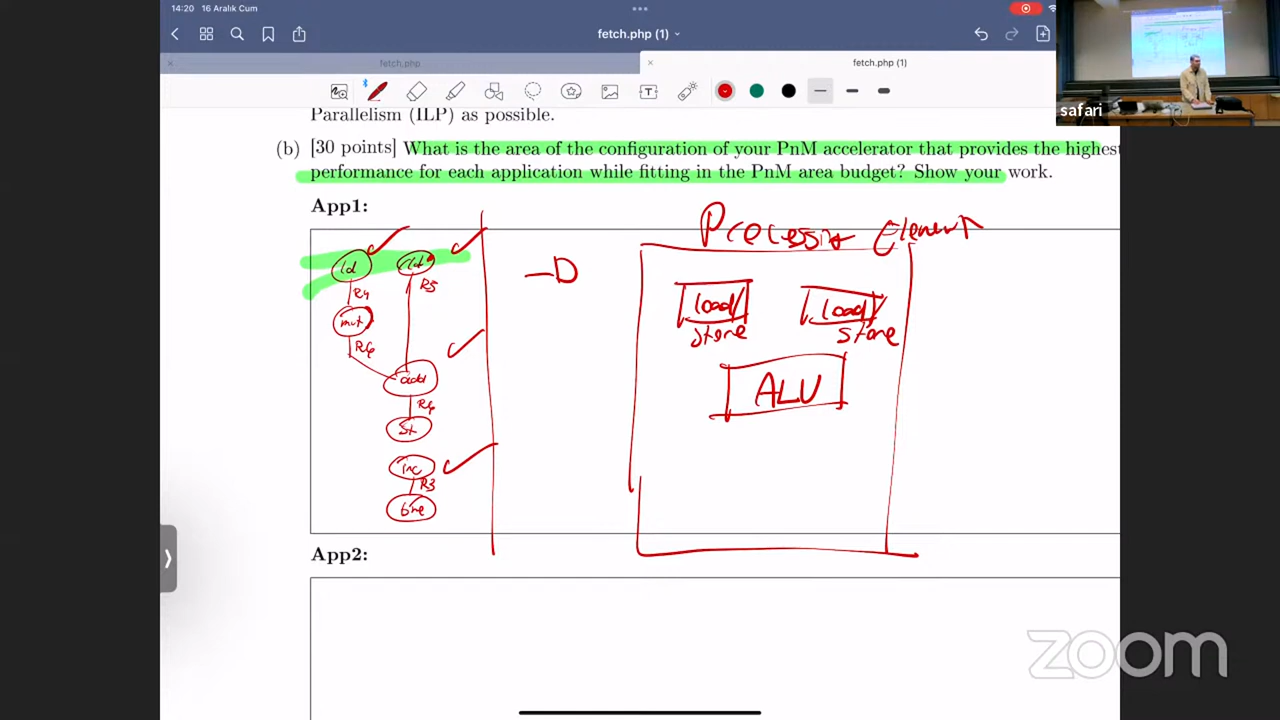 14:20 16 Aralık Cum
fetch.php (1)
fetch.php
fetch.php (1)
safari
Parallelism (ILP) as possible.
(b) [30 points] What is the area of the configuration of your PnM accelerator that provides the highest
performance for each application while fitting in the PnM area budget? Show your work.
App1:
Processing Element
ld
R4
R5
mul
R6
add
R6
St
inc
R3
bne
D
load/
store
load/
store
ALU
App2:
zoom